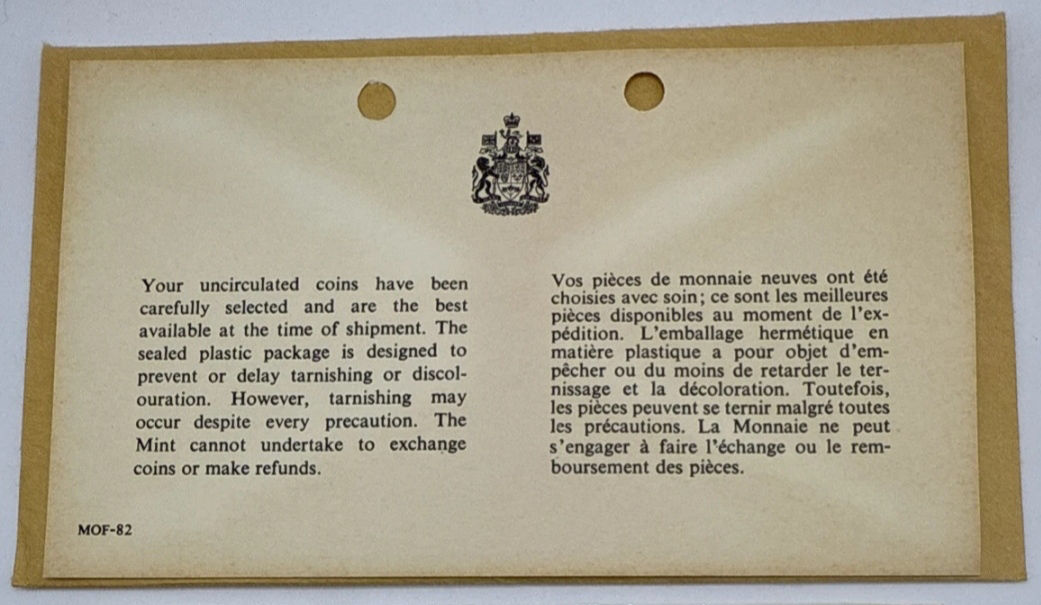 Your uncirculated coins have been
carefully selected and are the best
available at the time of shipment. The
sealed plastic package is designed to
prevent or delay tarnishing or discol-
ouration. However, tarnishing may
occur despite every precaution. The
Mint cannot undertake to exchange
coins or make refunds.
Vos pièces de monnaie neuves ont été
choisies avec soin; ce sont les meilleures
pièces disponibles au moment de l'ex-
pédition. L'emballage hermétique en
matière plastique a pour objet d'em-
pêcher ou du moins de retarder le ter-
nissage et la décoloration. Toutefois,
les pièces peuvent se ternir malgré toutes
les précautions. La Monnaie ne peut
s'engager à faire l'échange ou le rem-
boursement des pièces.
MOF-82